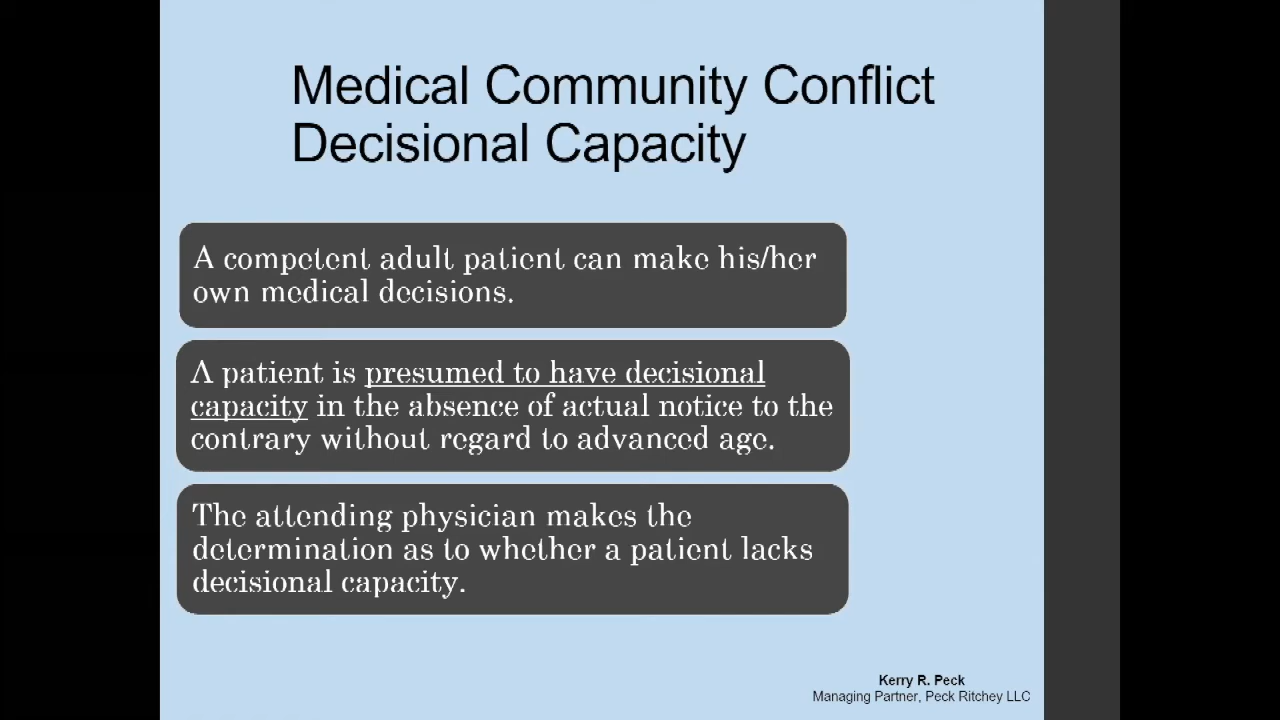 Medical Community Conflict
Decisional Capacity
A competent adult patient can make his/her
own medical decisions.
A patient is presumed to have decisional
capacity in the absence of actual notice to the
contrary without regard to advanced age.
The attending physician makes the
determination as to whether a patient lacks
decisional capacity.
Kerry R. Peck
Managing Partner, Peck Ritchey LLC